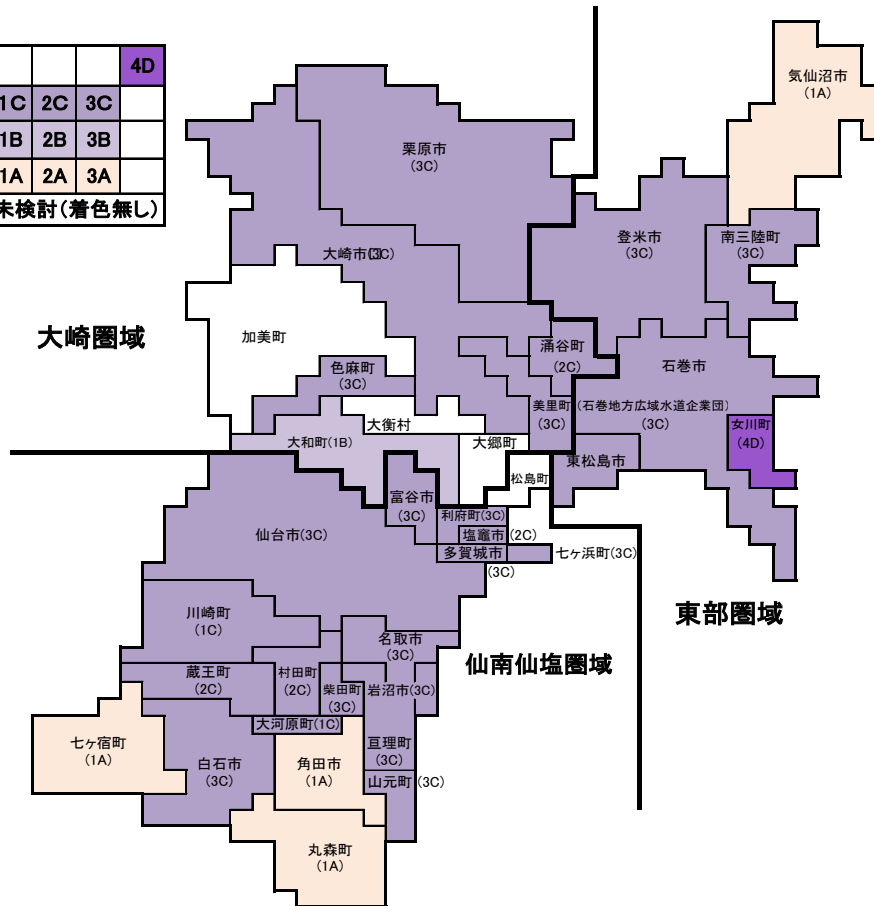 4D
1C 2C 3C
1B 2B 3B
1A 2A 3A
未検討(着色無し)
気仙沼市
(1A)
栗原市
(3C)
登米市
(3C)
南三陸町
(3C)
大崎市(3C)
大崎圏域
加美町
涌谷町
(2C)
色麻町
(3C)
石巻市
(石巻地方広域水道企業団)
(3C)
美里町
(3C)
女川町
(4D)
大衡村
大和町(1B)
大郷町
東松島市
松島町
富谷市
(3C)
利府町(3C)
仙台市(3C)
塩竈市(2C)
多賀城市
(3C)
七ヶ浜町(3C)
東部圏域
川崎町
(1C)
名取市
(3C)
仙南仙塩圏域
蔵王町
(2C)
村田町
(2C)
柴田町
(3C)
岩沼市(3C)
大河原町(1C)
七ヶ宿町
(1A)
白石市
(3C)
角田市
(1A)
亘理町
(3C)
山元町(3C)
丸森町
(1A)